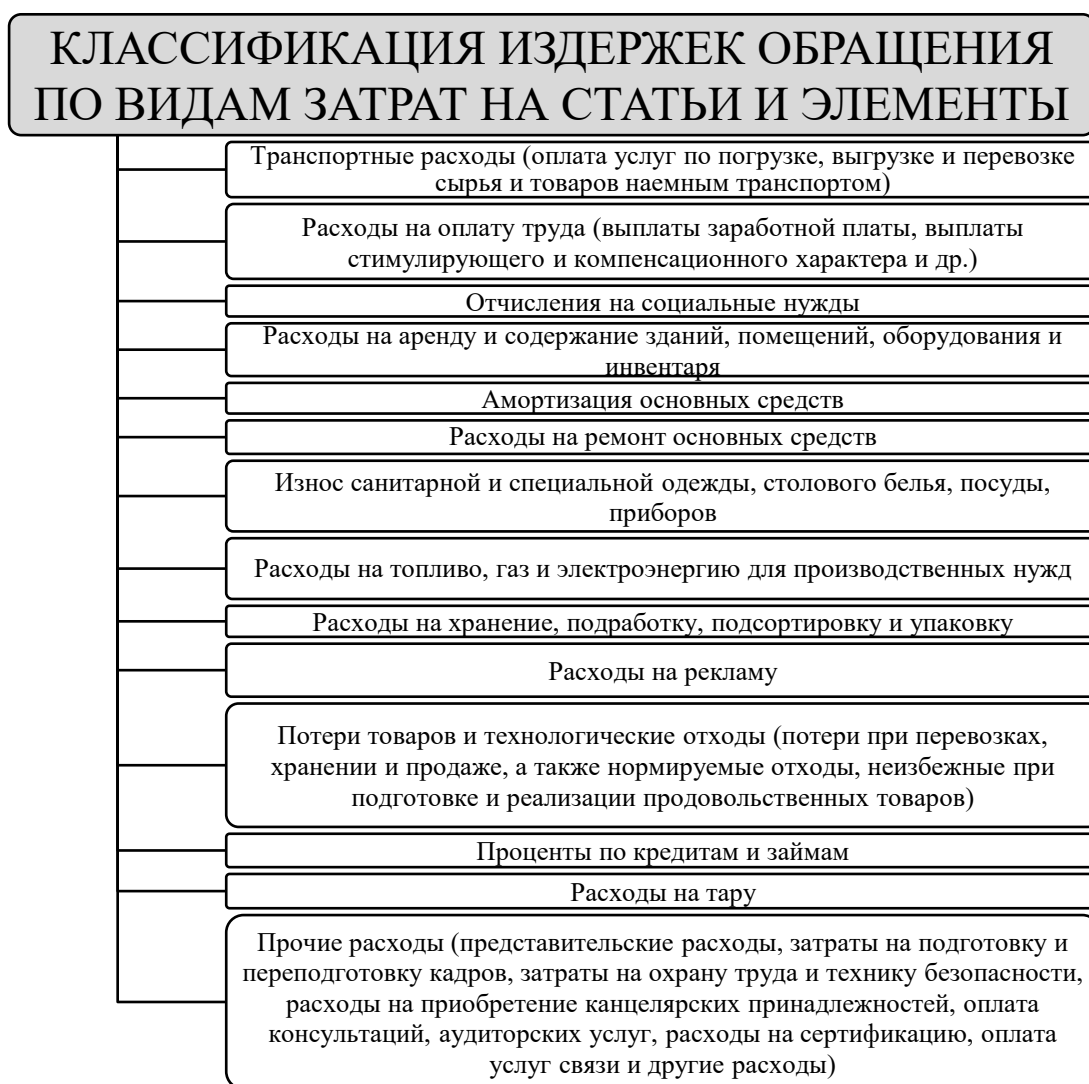 КЛАССИФИКАЦИЯ ИЗДЕРЖЕК ОБРАЩЕНИЯ
ПО ВИДАМ ЗАТРАТ НА СТАТЬИ И ЭЛЕМЕНТЫ
Транспортные расходы (оплата услуг по погрузке, выгрузке и перевозке
сырья и товаров наемным транспортом)
Расходы на оплату труда (выплаты заработной платы, выплаты
стимулирующего и компенсационного характера и др.)
Отчисления на социальные нужды
Расходы на аренду и содержание зданий, помещений, оборудования и
инвентаря
Амортизация основных средств
Расходы на ремонт основных средств
Износ санитарной и специальной одежды, столового белья, посуды,
приборов
Расходы на топливо, газ и электроэнергию для производственных нужд
Расходы на хранение, подработку, подсортировку и упаковку
Расходы на рекламу
Потери товаров и технологические отходы (потери при перевозках,
хранении и продаже, а также нормируемые отходы, неизбежные при
подготовке и реализации продовольственных товаров)
Проценты по кредитам и займам
Расходы на тару
Прочие расходы (представительские расходы, затраты на подготовку и
переподготовку кадров, затраты на охрану труда и технику безопасности,
расходы на приобретение канцелярских принадлежностей, оплата
консультаций, аудиторских услуг, расходы на сертификацию, оплата
услуг связи и другие расходы)